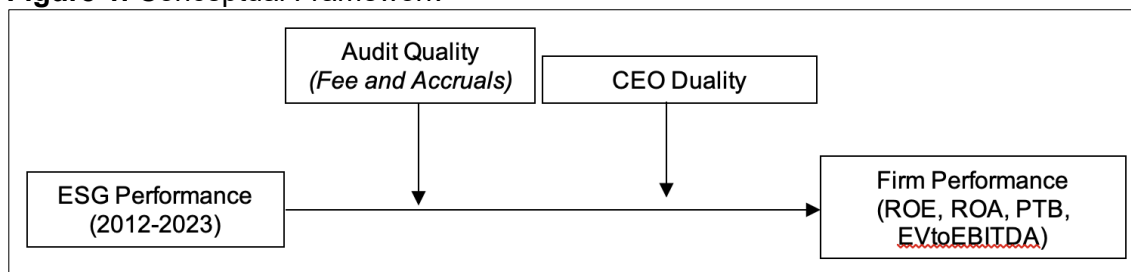 Audit Quality
(Fee and Accruals)
CEO Duality
ESG Performance
(2012-2023)
Firm Performance
(ROE, ROA, PTB,
EVtoEBITDA)